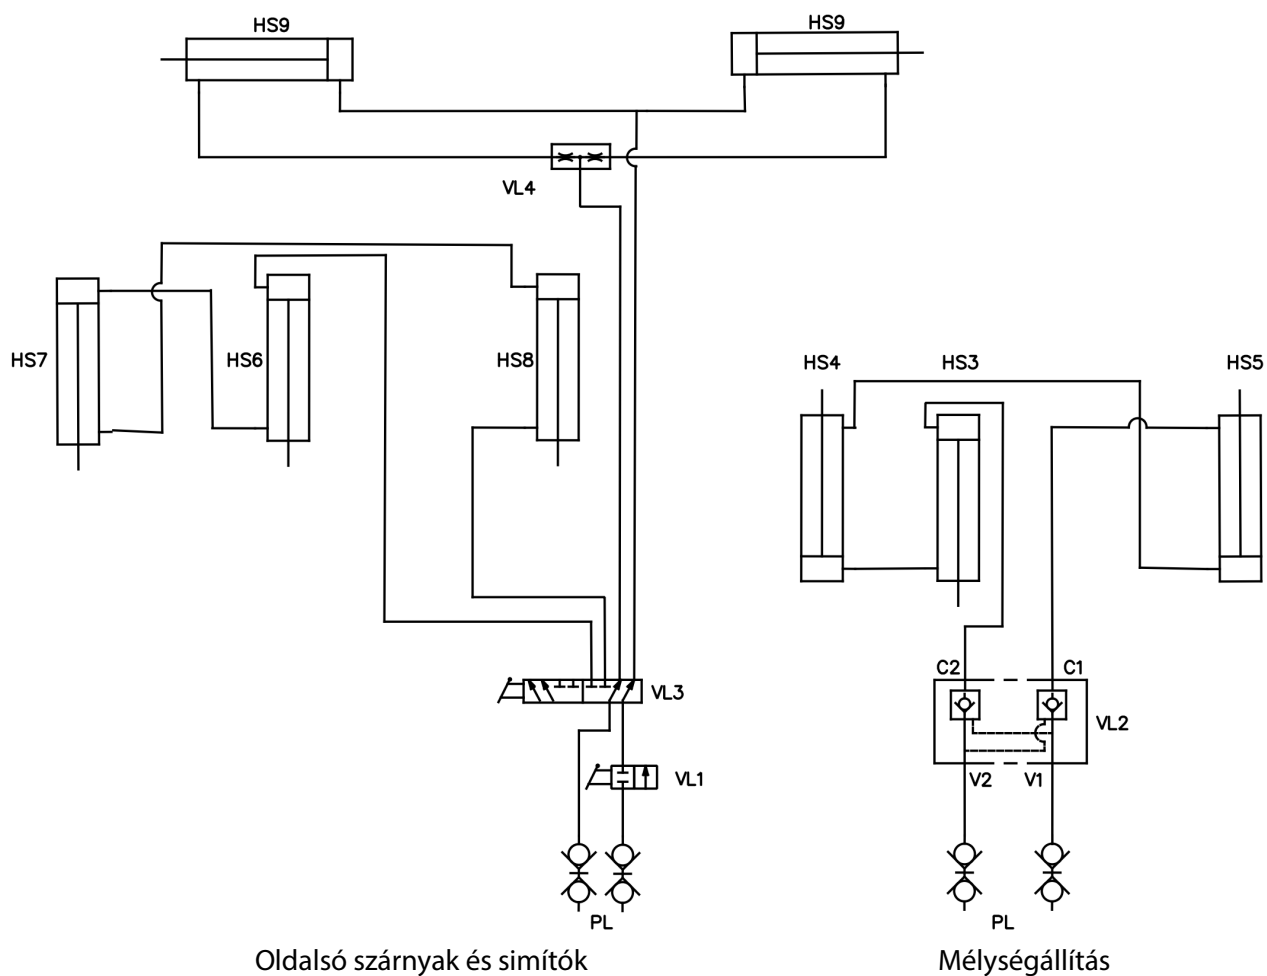 HS9
HS9
VL4
HS7
HS6
HS8
HS4
HS3
HS5
C2
C1
VL3
VL2
VL1
V2
V1
PL
PL
Oldalsó szárnyak és simítók
Mélységállítás